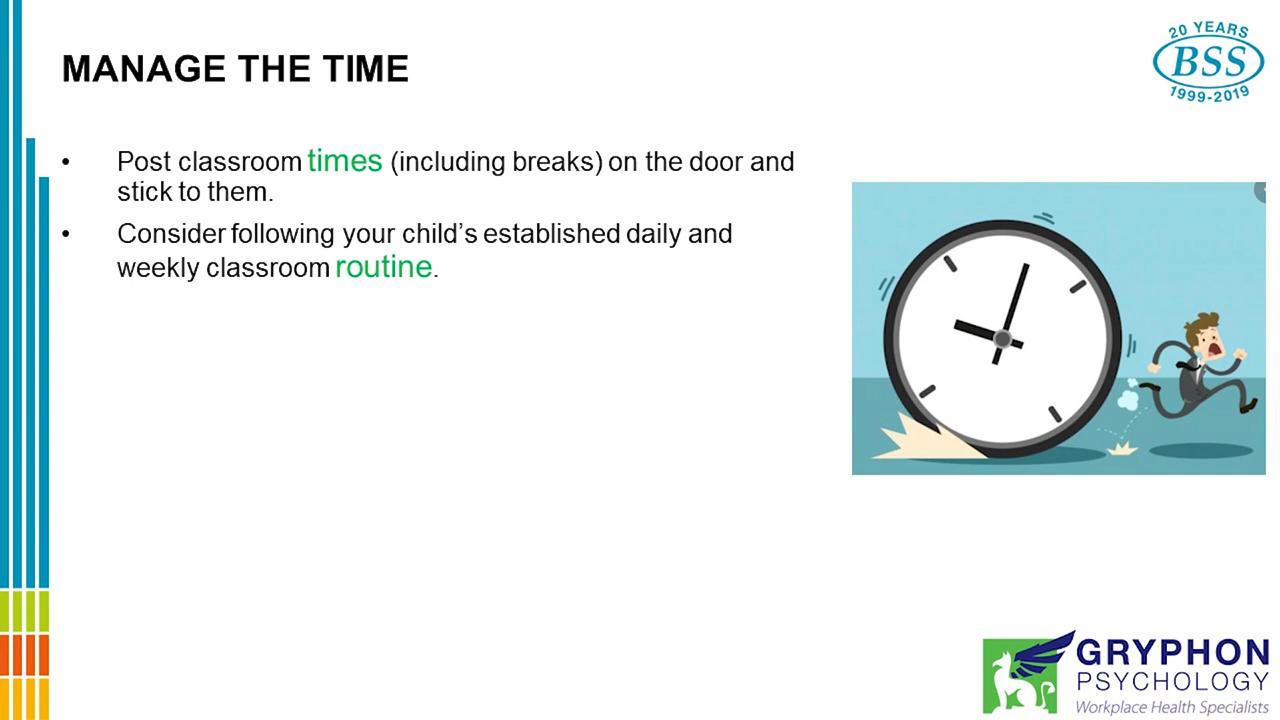 MANAGE THE TIME
20 YEARS
BSS
1999-2019
• Post classroom times (including breaks) on the door and
stick to them.
• Consider following your child’s established daily and
weekly classroom routine.
GRYPHON
PSYCHOLOGY
Workplace Health Specialists